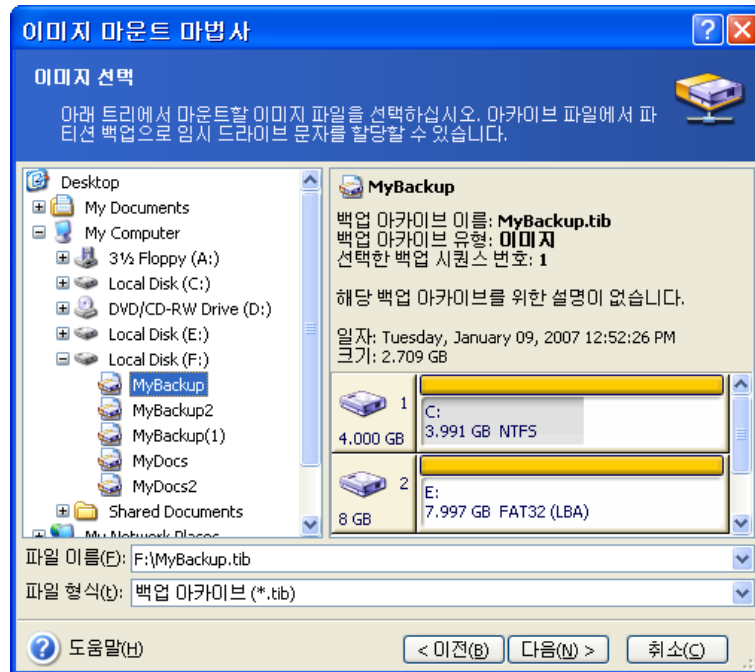 이미지 마운트 마법사
이미지 선택
아래 트리에서 마운트할 이미지 파일을 선택하십시오. 아카이브 파일에서 파
티션 백업으로 임시 드라이브 문자를 할당할 수 있습니다.
Desktop
My Documents
My Computer
3½ Floppy (A:)
Local Disk (C:)
DVD/CD-RW Drive (D:)
Local Disk (E:)
Local Disk (F:)
MyBackup
MyBackup2
MyBackup(1)
MyDocs
MyDocs2
Shared Documents
My Network Places
MyBackup
백업 아카이브 이름: MyBackup.tib
백업 아카이브 유형: 이미지
선택한 백업 시퀀스 번호: 1
해당 백업 아카이브를 위한 설명이 없습니다.
일자: Tuesday, January 09, 2007 12:52:26 PM
크기: 2.709 GB
1
4.000 GB
C:
3.991 GB NTFS
2
8 GB
E:
7.997 GB FAT32 (LBA)
파일 이름(F): F:\MyBackup.tib
파일 형식(t): 백업 아카이브 (*.tib)
도움말(H)
< 이전(B)
다음(N) >
취소(C)